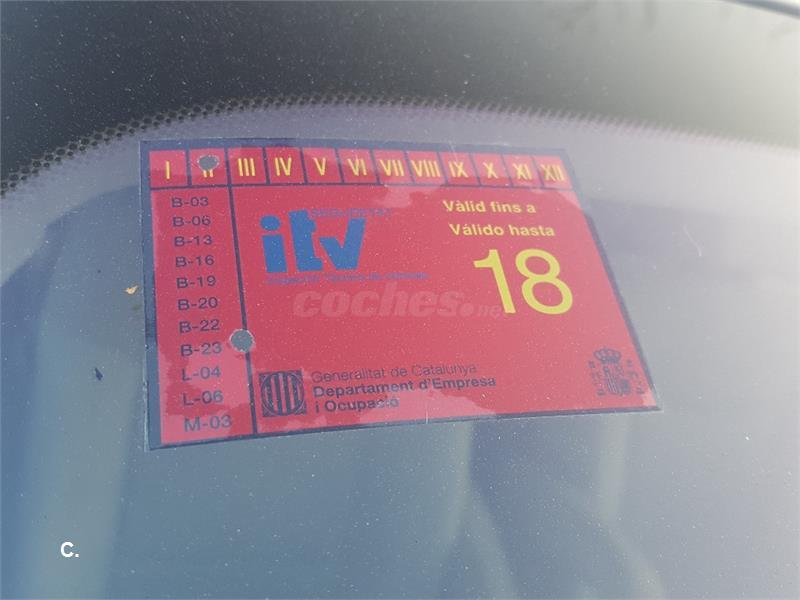 I II III IV V VI VII VIII IX X XI XII
B-03
B-06
B-13
B-16
B-19
B-20
B-22
B-23
L-04
L-06
M-03
SEGURETAT
itv
Vàlid fins a
Válido hasta
18
coches.net
Generalitat de Catalunya
Departament d'Empresa
i Ocupació
C.